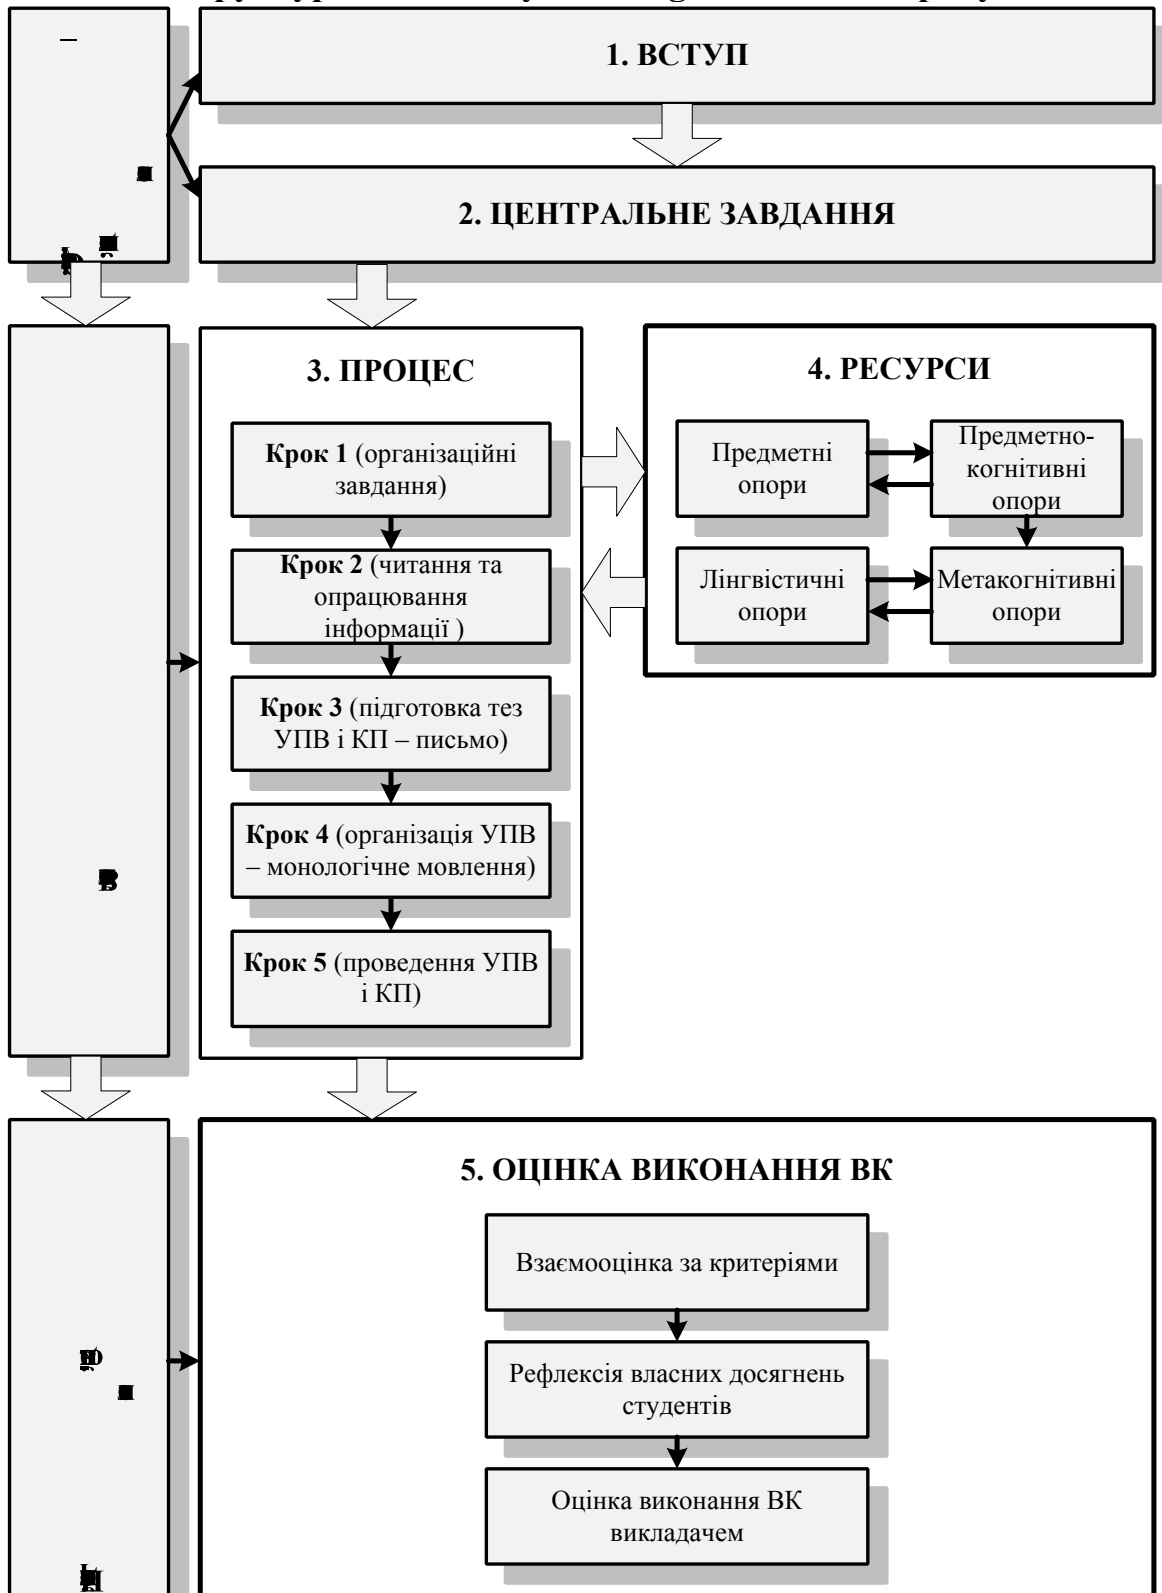 1. ВСТУП
2. ЦЕНТРАЛЬНЕ ЗАВДАННЯ
3. ПРОЦЕС
Крок 1 (організаційні
завдання)
Крок 2 (читання та
опрацювання
інформації )
Крок 3 (підготовка тез
УПВ і КП – письмо)
Крок 4 (організація УПВ
– монологічне мовлення)
Крок 5 (проведення УПВ
і КП)
4. РЕСУРСИ
Предметні
опори
Предметно-
когнітивні
опори
Лінгвістичні
опори
Метакогнітивні
опори
5. ОЦІНКА ВИКОНАННЯ ВК
Взаємооцінка за критеріями
Рефлексія власних досягнень
студентів
Оцінка виконання ВК
викладачем